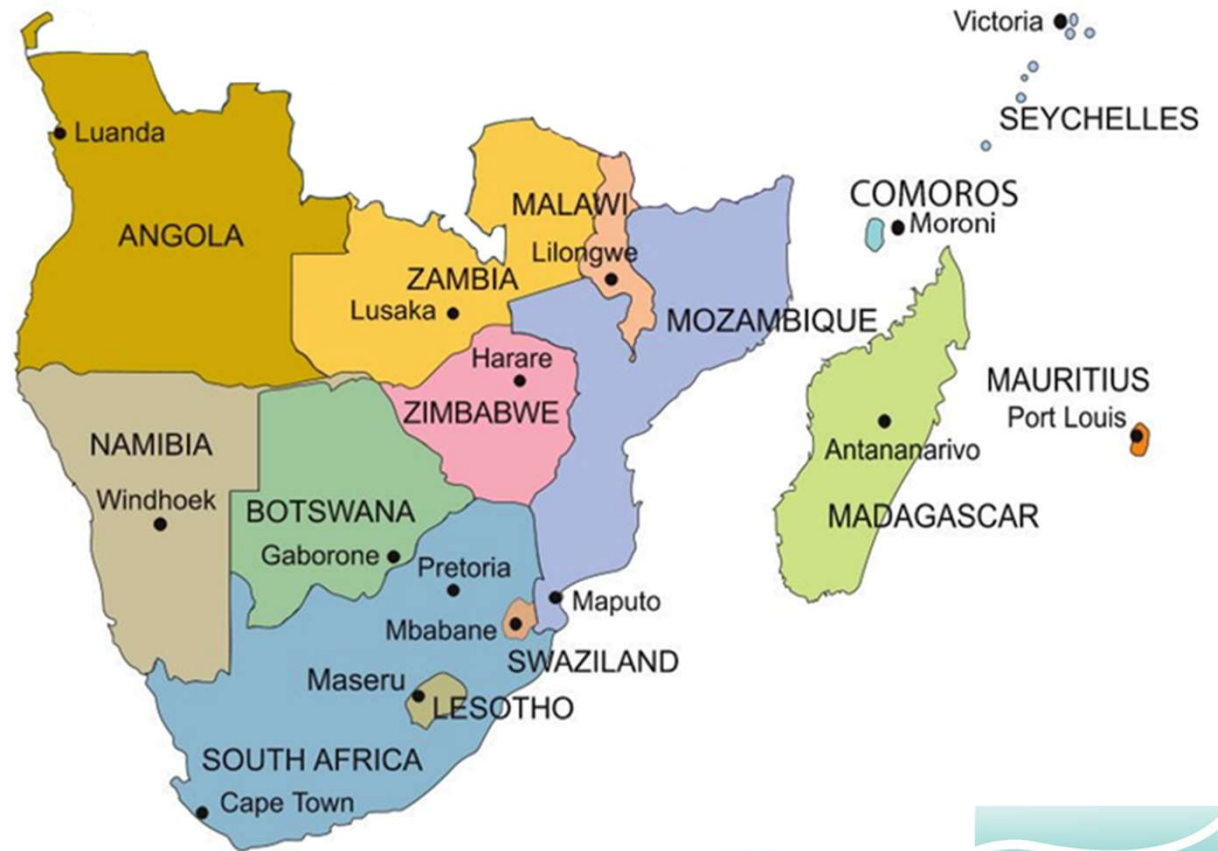 Victoria
SEYCHELLES
Luanda
COMOROS
Moroni
MALAWI
ANGOLA
Lilongwe
ZAMBIA
Lusaka
MOZAMBIQUE
Harare
MAURITIUS
ZIMBABWE
Port Louis
NAMIBIA
Antananarivo
Windhoek
BOTSWANA
MADAGASCAR
Gaborone
Pretoria
Maputo
Mbabane
SWAZILAND
Maseru
LESOTHO
SOUTH AFRICA
Cape Town